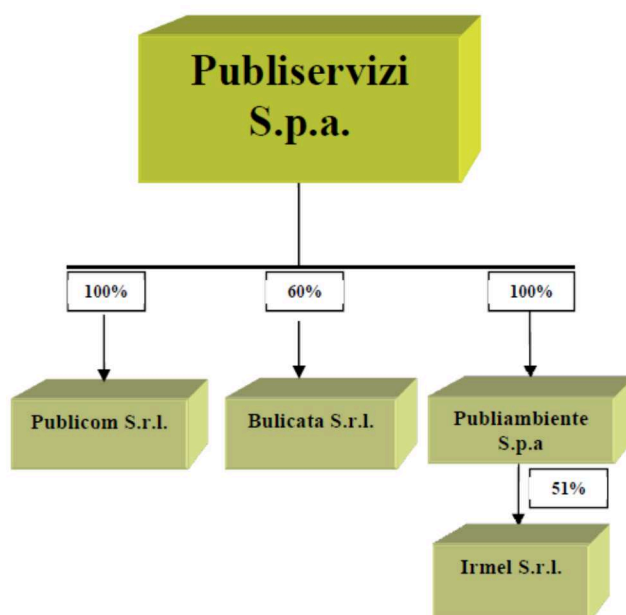 Publiservizi
S.p.a.
100%
60%
100%
Publicom S.r.l.
Bulicata S.r.l.
Publiambiente
S.p.a
51%
Irmel S.r.l.